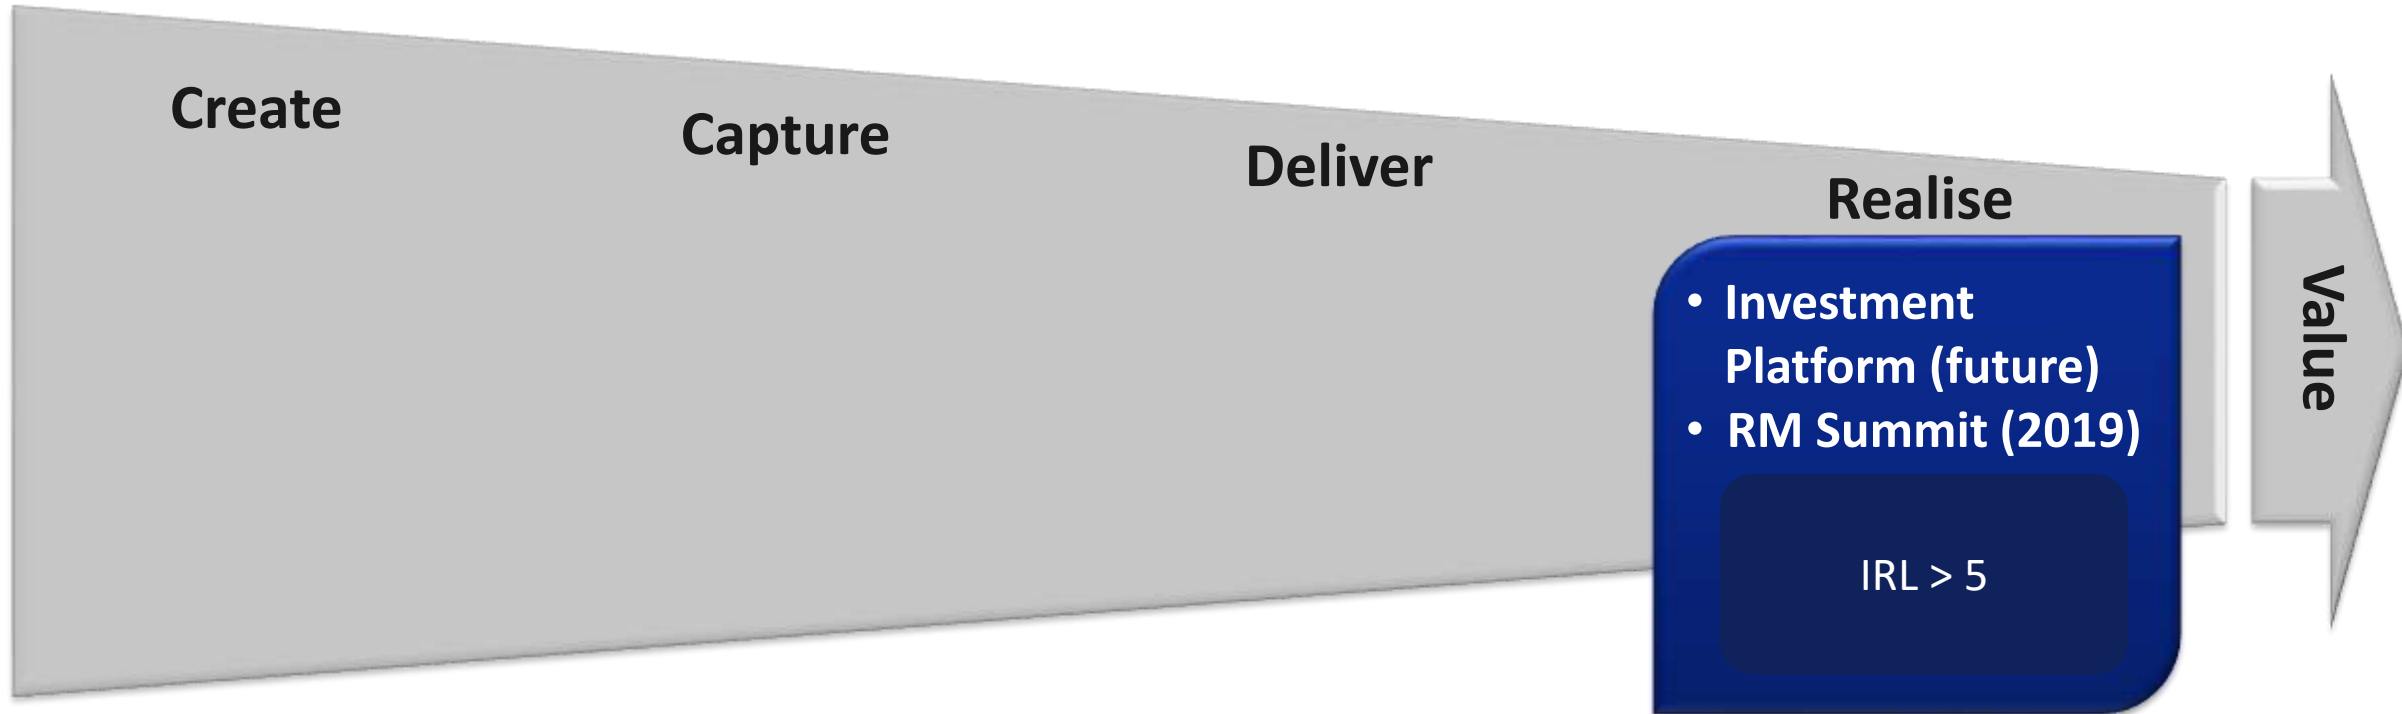 Create
Capture
Deliver
Realise
• Investment
Platform (future)
• RM Summit (2019)
IRL > 5
Value